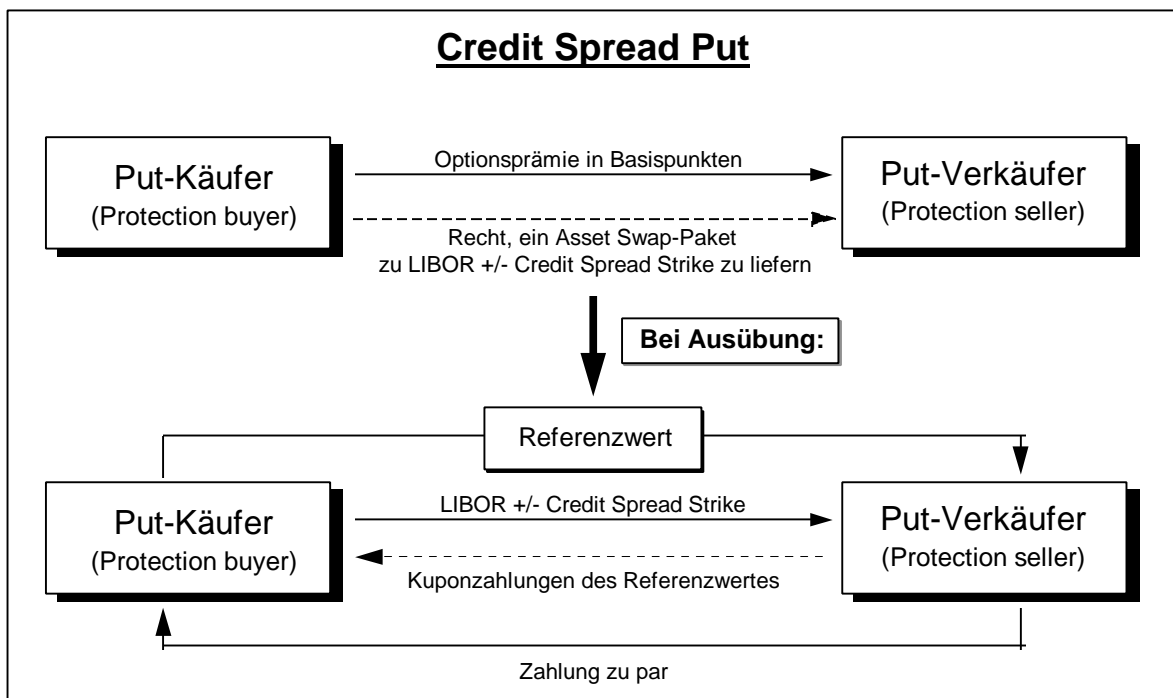 Credit Spread Put
Put-Käufer
(Protection buyer)
Optionsprämie in Basispunkten
Put-Verkäufer
(Protection seller)
Recht, ein Asset Swap-Paket
zu LIBOR +/- Credit Spread Strike zu liefern
Bei Ausübung:
Referenzwert
Put-Käufer
(Protection buyer)
LIBOR +/- Credit Spread Strike
Kuponzahlungen des Referenzwertes
Put-Verkäufer
(Protection seller)
Zahlung zu par